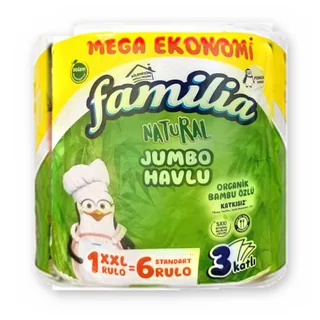 MEGA EKONOMİ
familia
NATURAL
JUMBO
HAVLU
ORGANİK
BAMBU ÖZLÜ
KATKISIZ*
1 XXL RULO = 6 STANDART RULO
3 katlı